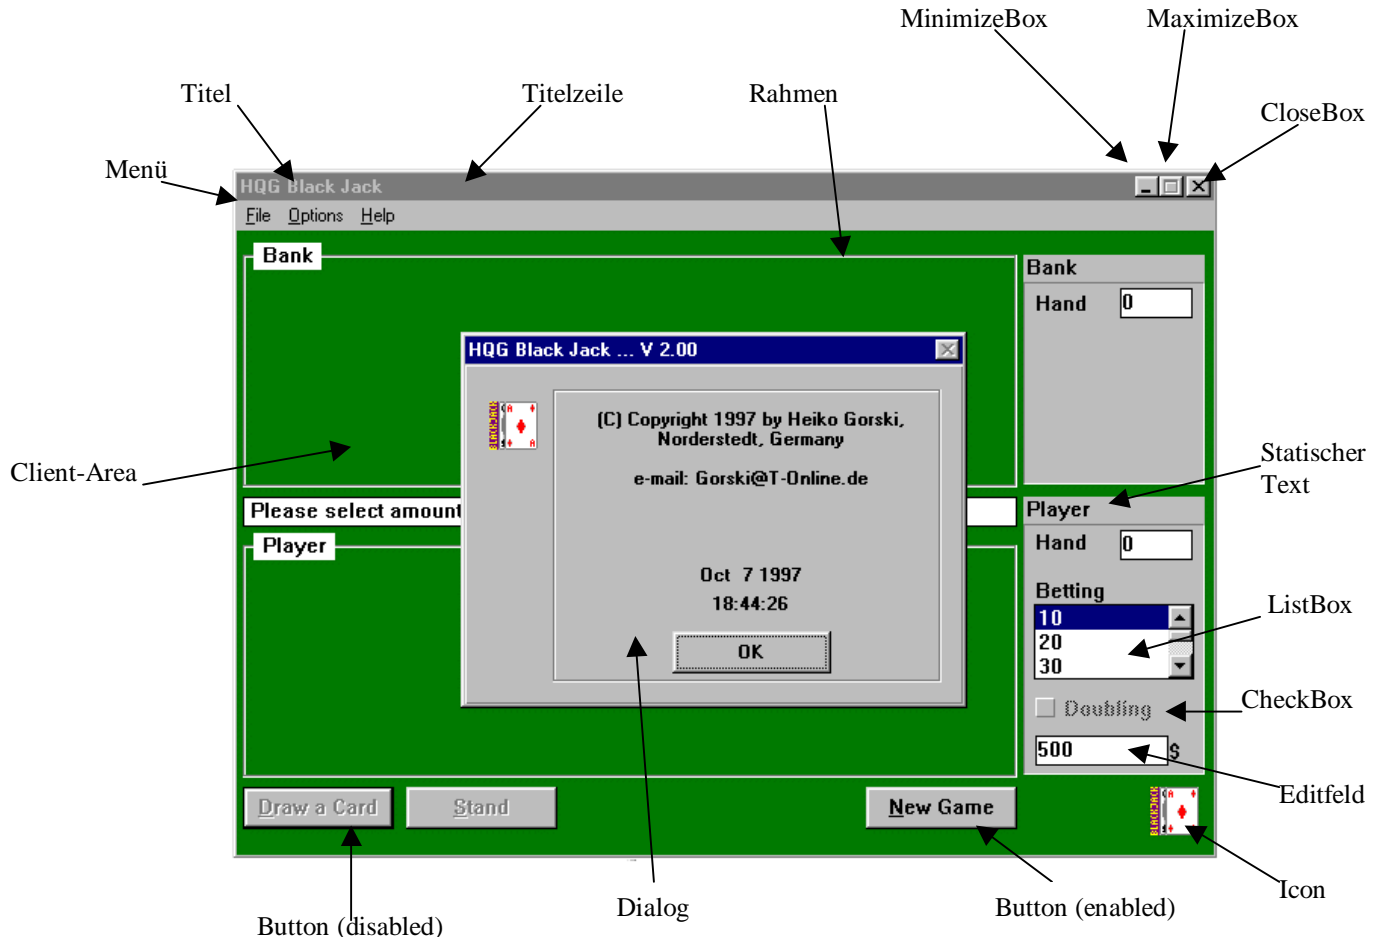 MinimizeBox
MaximizeBox
Titel
Titelzeile
Rahmen
CloseBox
Menü
HQG Black Jack
File Options Help
Bank
Bank
Hand 0
HQG Black Jack ... V 2.00
BLACKJACK
(C) Copyright 1997 by Heiko Gorski,
Norderstedt, Germany
e-mail: Gorski@T-Online.de
Client-Area
Statischer
Text
Please select amount
Player
Player
Hand 0
Oct 7 1997
18:44:26
OK
Betting
10
20
30
ListBox
Doubling
CheckBox
500 $
Editfeld
Draw a Card
Stand
New Game
BLACKJACK
Icon
Dialog
Button (enabled)
Button (disabled)